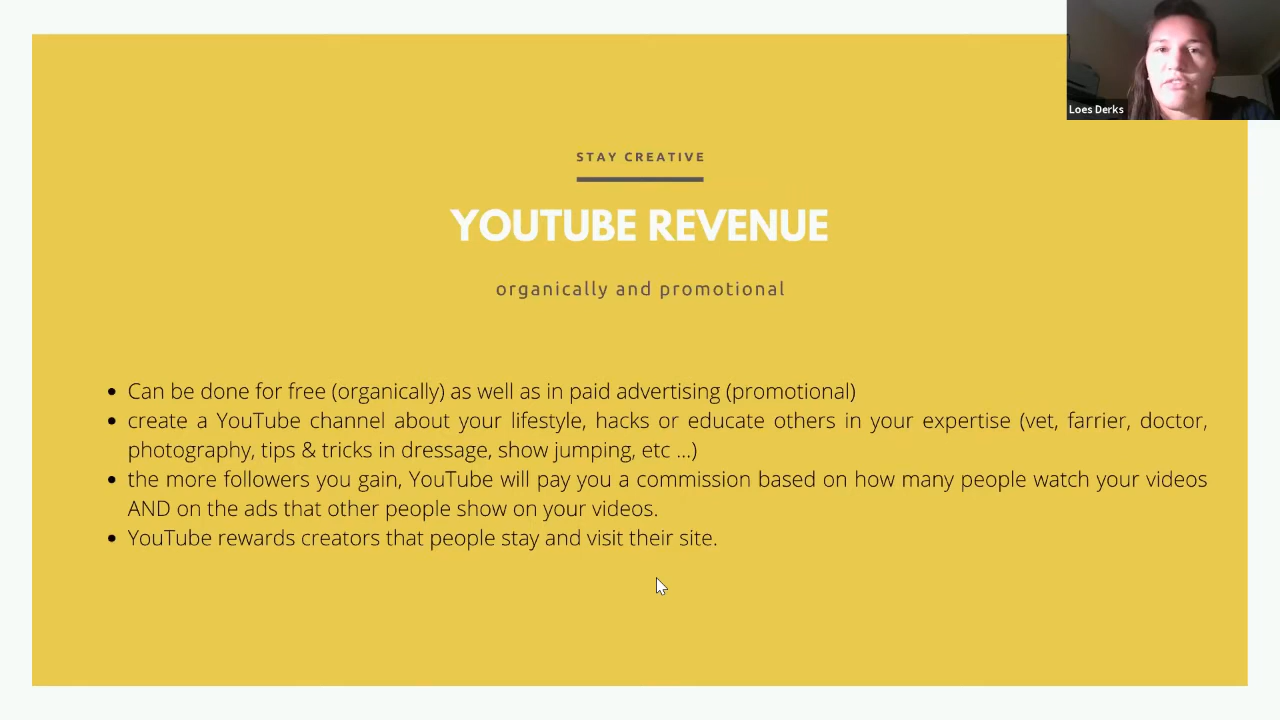 Loes Derks
STAY CREATIVE
YOUTUBE REVENUE
organically and promotional
• Can be done for free (organically) as well as in paid advertising (promotional)
• create a YouTube channel about your lifestyle, hacks or educate others in your expertise (vet, farrier, doctor,
photography, tips & tricks in dressage, show jumping, etc ...)
• the more followers you gain, YouTube will pay you a commission based on how many people watch your videos
AND on the ads that other people show on your videos.
• YouTube rewards creators that people stay and visit their site.